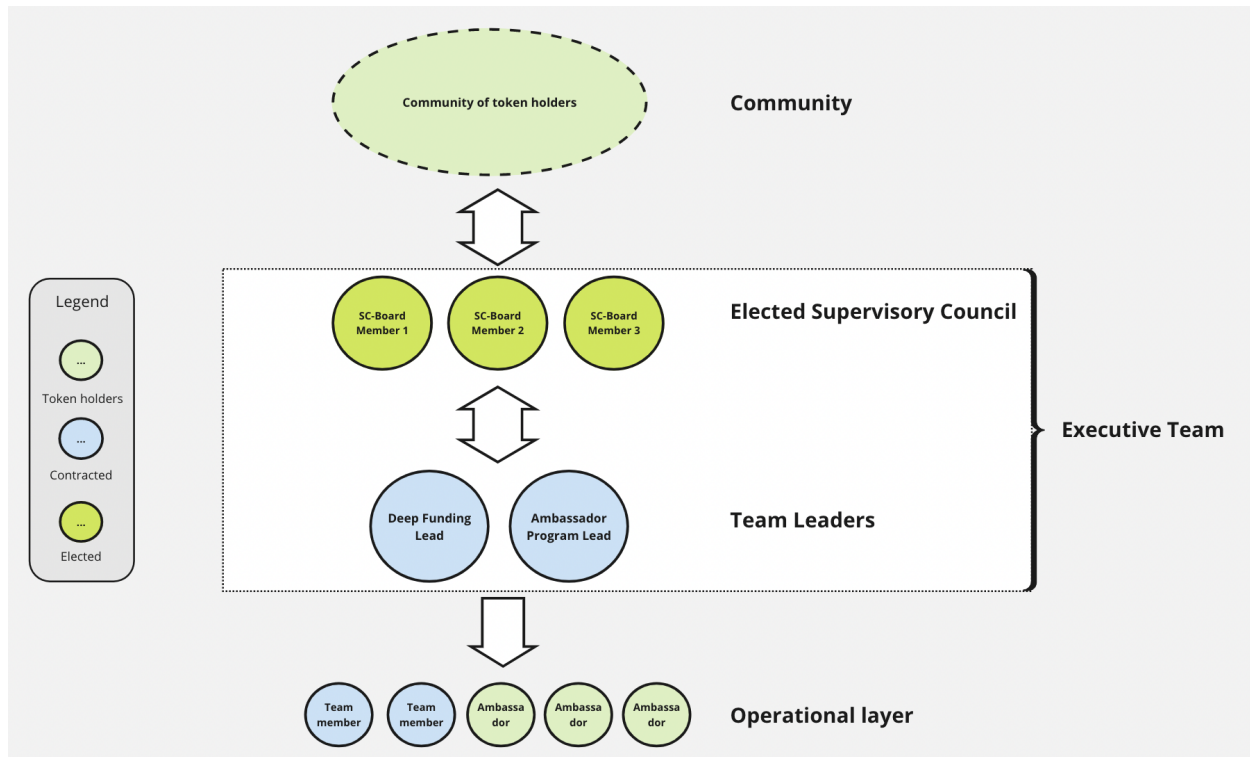 Community of token holders
Community
Legend
...
Token holders
...
Contracted
...
Elected
SC-Board
Member 1
SC-Board
Member 2
SC-Board
Member 3
Elected Supervisory Council
Executive Team
Deep Funding
Lead
Ambassador
Program Lead
Team Leaders
Team
member
Team
member
Ambassa
dor
Ambassa
dor
Ambassa
dor
Operational layer